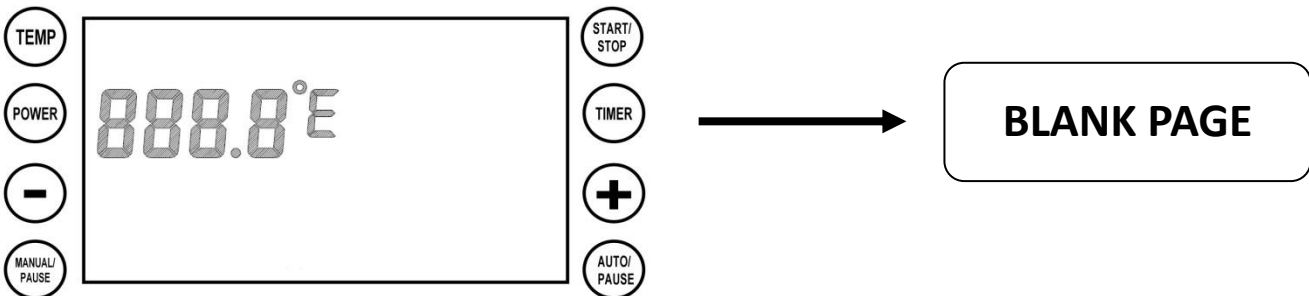 TEMP
POWER
-
MANUAL/
PAUSE
888.8°E
START/
STOP
TIMER
+
AUTO/
PAUSE
BLANK PAGE